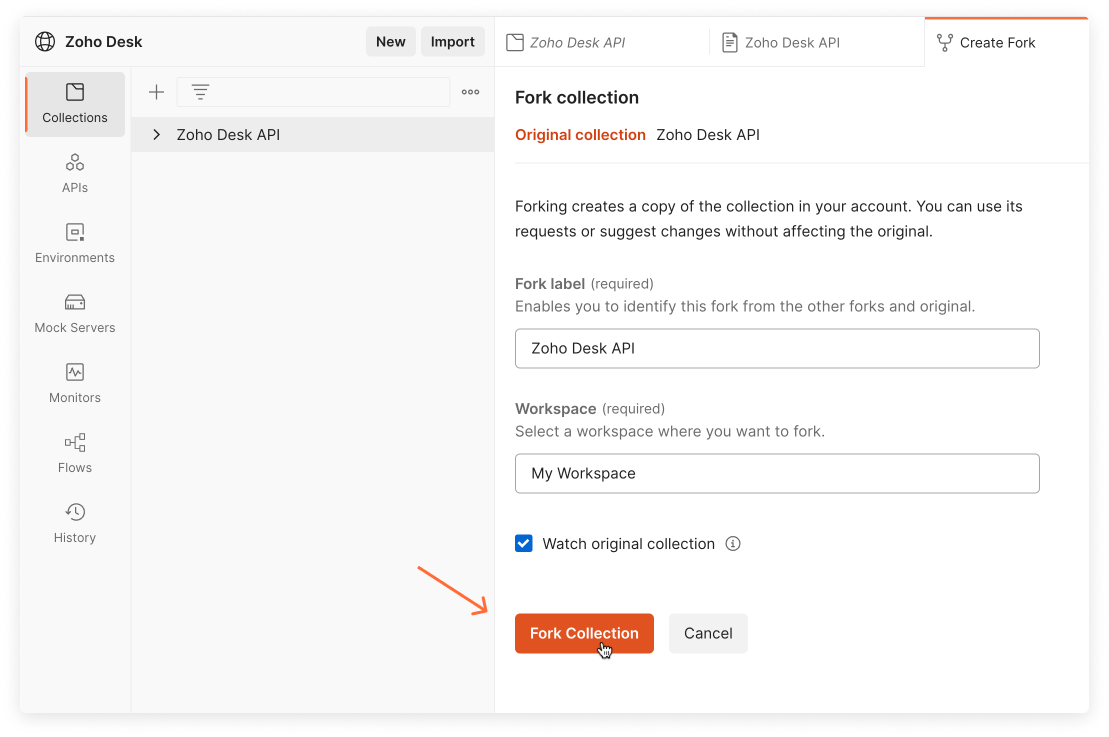 Zoho Desk
New
Import
Collections
APIs
Environments
Mock Servers
Monitors
Flows
History
Zoho Desk API
Zoho Desk API
Zoho Desk API
Create Fork
Fork collection
Original collection Zoho Desk API
Forking creates a copy of the collection in your account. You can use its
requests or suggest changes without affecting the original.
Fork label (required)
Enables you to identify this fork from the other forks and original.
Zoho Desk API
Workspace (required)
Select a workspace where you want to fork.
My Workspace
Watch original collection
Fork Collection
Cancel